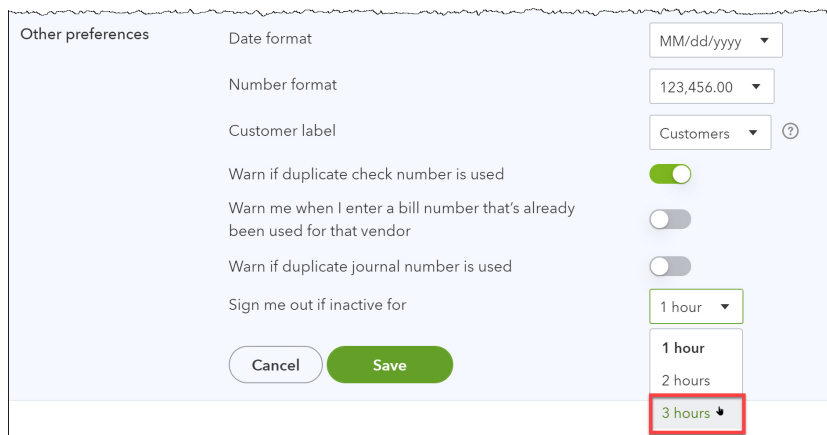 Other preferences
Date format
MM/dd/yyyy
Number format
123,456.00
Customer label
Customers
?
Warn if duplicate check number is used
Warn me when I enter a bill number that's already
been used for that vendor
Warn if duplicate journal number is used
Sign me out if inactive for
1 hour
1 hour
2 hours
3 hours
Cancel
Save